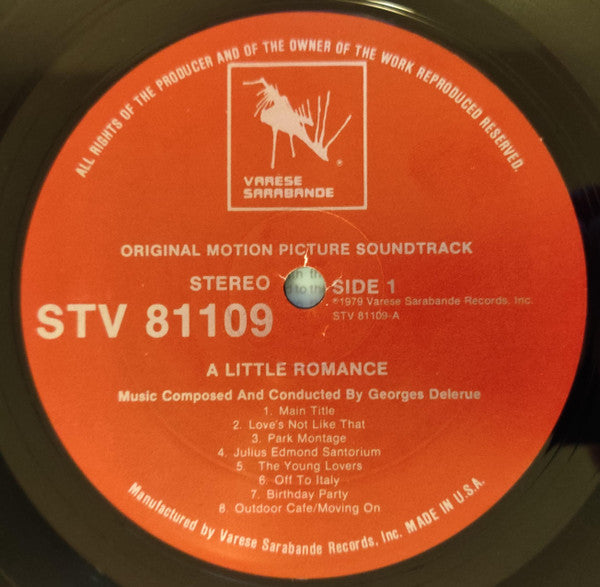 ALL RIGHTS OF THE PRODUCER AND OF THE OWNER OF THE WORK REPRODUCED RESERVED.
VARESE
SARABANDE
®
ORIGINAL MOTION PICTURE SOUNDTRACK
STEREO
SIDE 1
℗1979 Varese Sarabande Records, Inc.
STV 81109
STV 81109-A
A LITTLE ROMANCE
Music Composed And Conducted By Georges Delerue
1. Main Title
2. Love's Not Like That
3. Park Montage
4. Julius Edmond Santorium
5. The Young Lovers
6. Off To Italy
7. Birthday Party
8. Outdoor Cafe/Moving On
Manufactured by Varese Sarabande Records, Inc. MADE IN U.S.A.